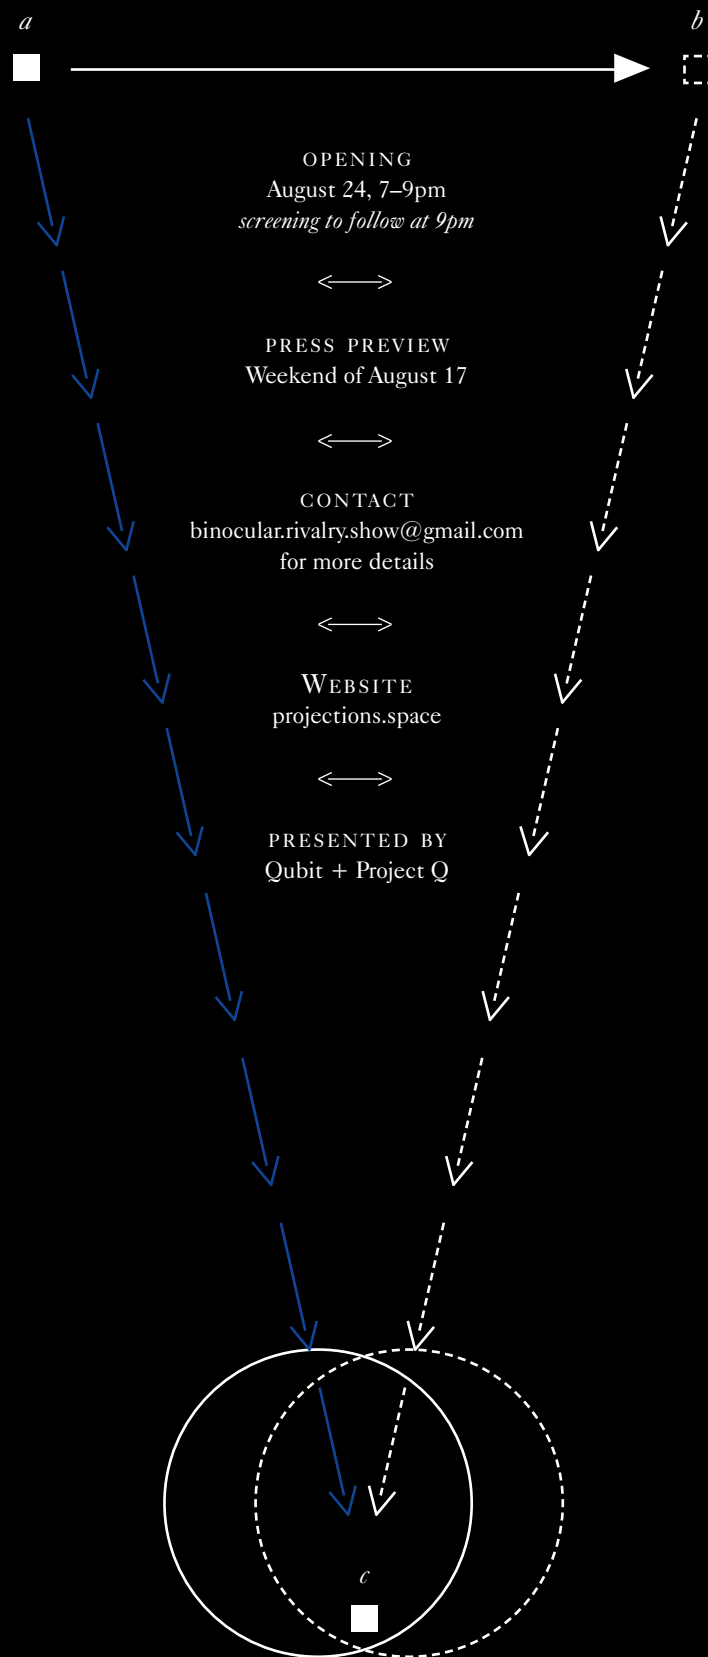 a
b
OPENING
August 24, 7–9pm
screening to follow at 9pm
PRESS PREVIEW
Weekend of August 17
CONTACT
binocular.rivalry.show@gmail.com
for more details
WEBSITE
projections.space
PRESENTED BY
Qubit + Project Q
c